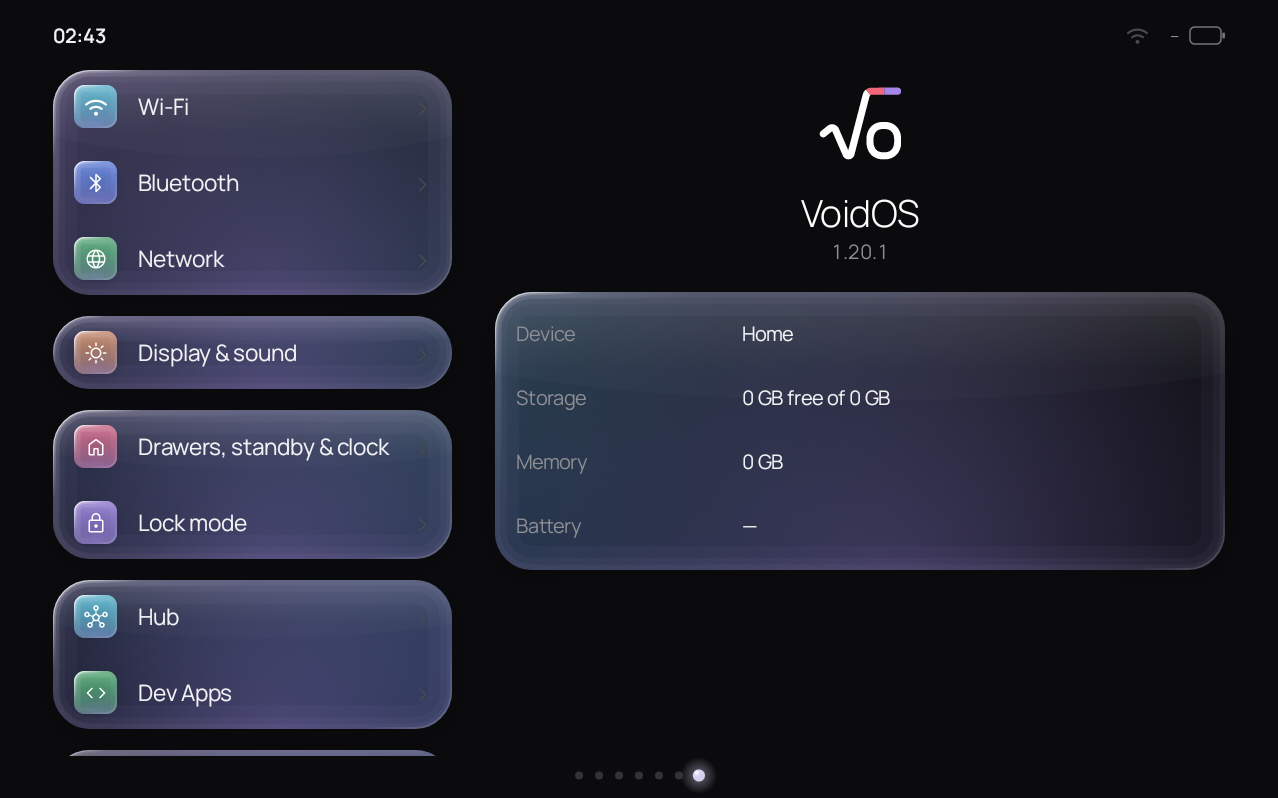 02:43
–
Wi-Fi
Bluetooth
Network
Display & sound
Drawers, standby & clock
Lock mode
Hub
Dev Apps
√o
VoidOS
1.20.1
Device Home
Storage 0 GB free of 0 GB
Memory 0 GB
Battery —